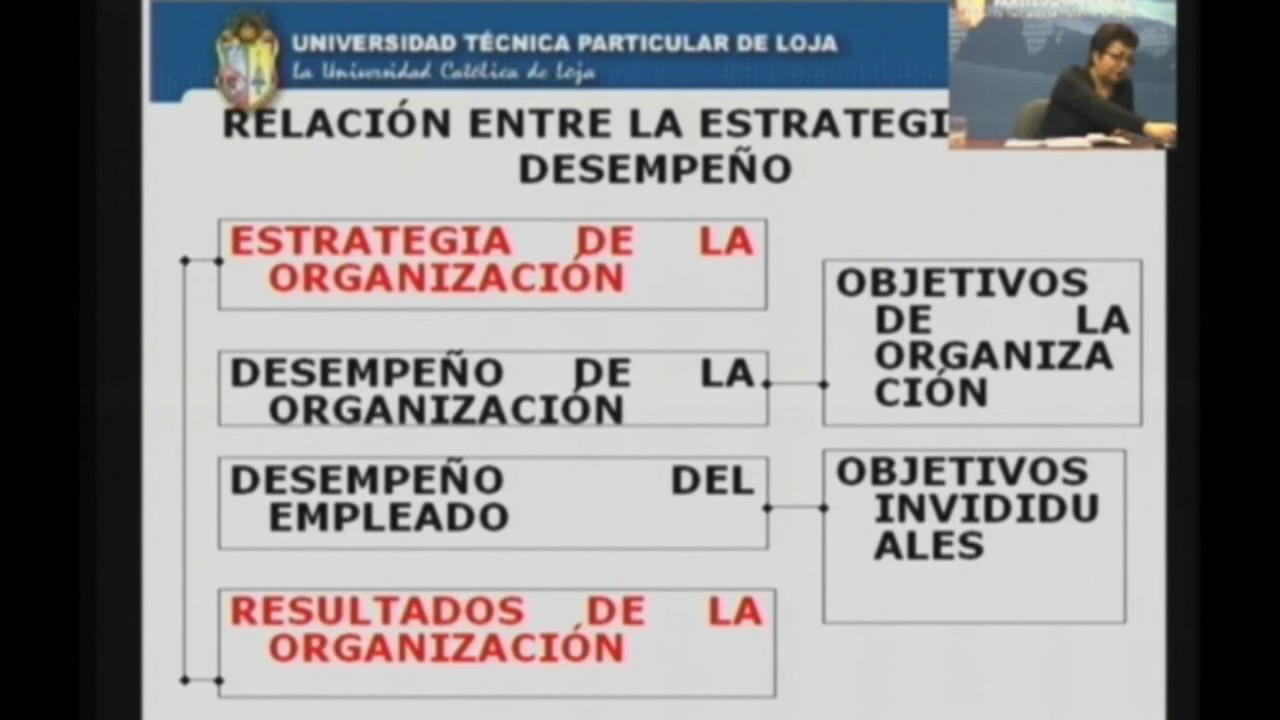 UNIVERSIDAD TÉCNICA PARTICULAR DE LOJA
La Universidad Católica de Loja
RELACIÓN ENTRE LA ESTRATEGI
DESEMPEÑO
ESTRATEGIA DE LA
ORGANIZACIÓN
DESEMPEÑO DE LA
ORGANIZACIÓN
DESEMPEÑO DEL
EMPLEADO
RESULTADOS DE LA
ORGANIZACIÓN
OBJETIVOS
DE LA
ORGANIZA
CIÓN
OBJETIVOS
INVIDIDU
ALES